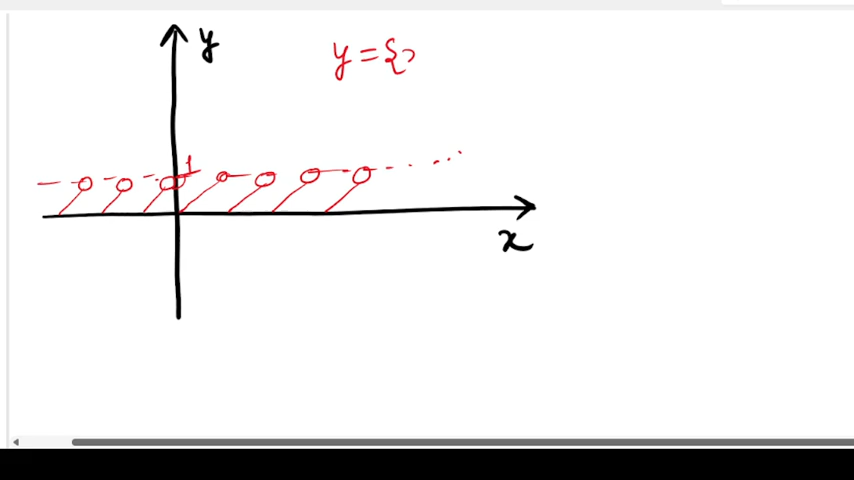 y
y = {
1
x